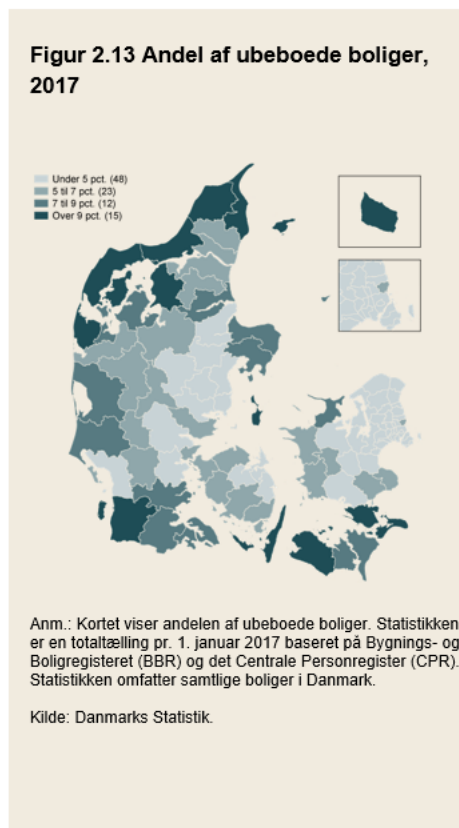 Figur 2.13 Andel af ubeboede boliger,
2017
Under 5 pct. (48)
5 til 7 pct. (23)
7 til 9 pct. (12)
Over 9 pct. (15)
Anm.: Kortet viser andelen af ubeboede boliger. Statistikken
er en totaltælling pr. 1. januar 2017 baseret på Bygnings- og
Boligregisteret (BBR) og det Centrale Personregister (CPR).
Statistikken omfatter samtlige boliger i Danmark.
Kilde: Danmarks Statistik.